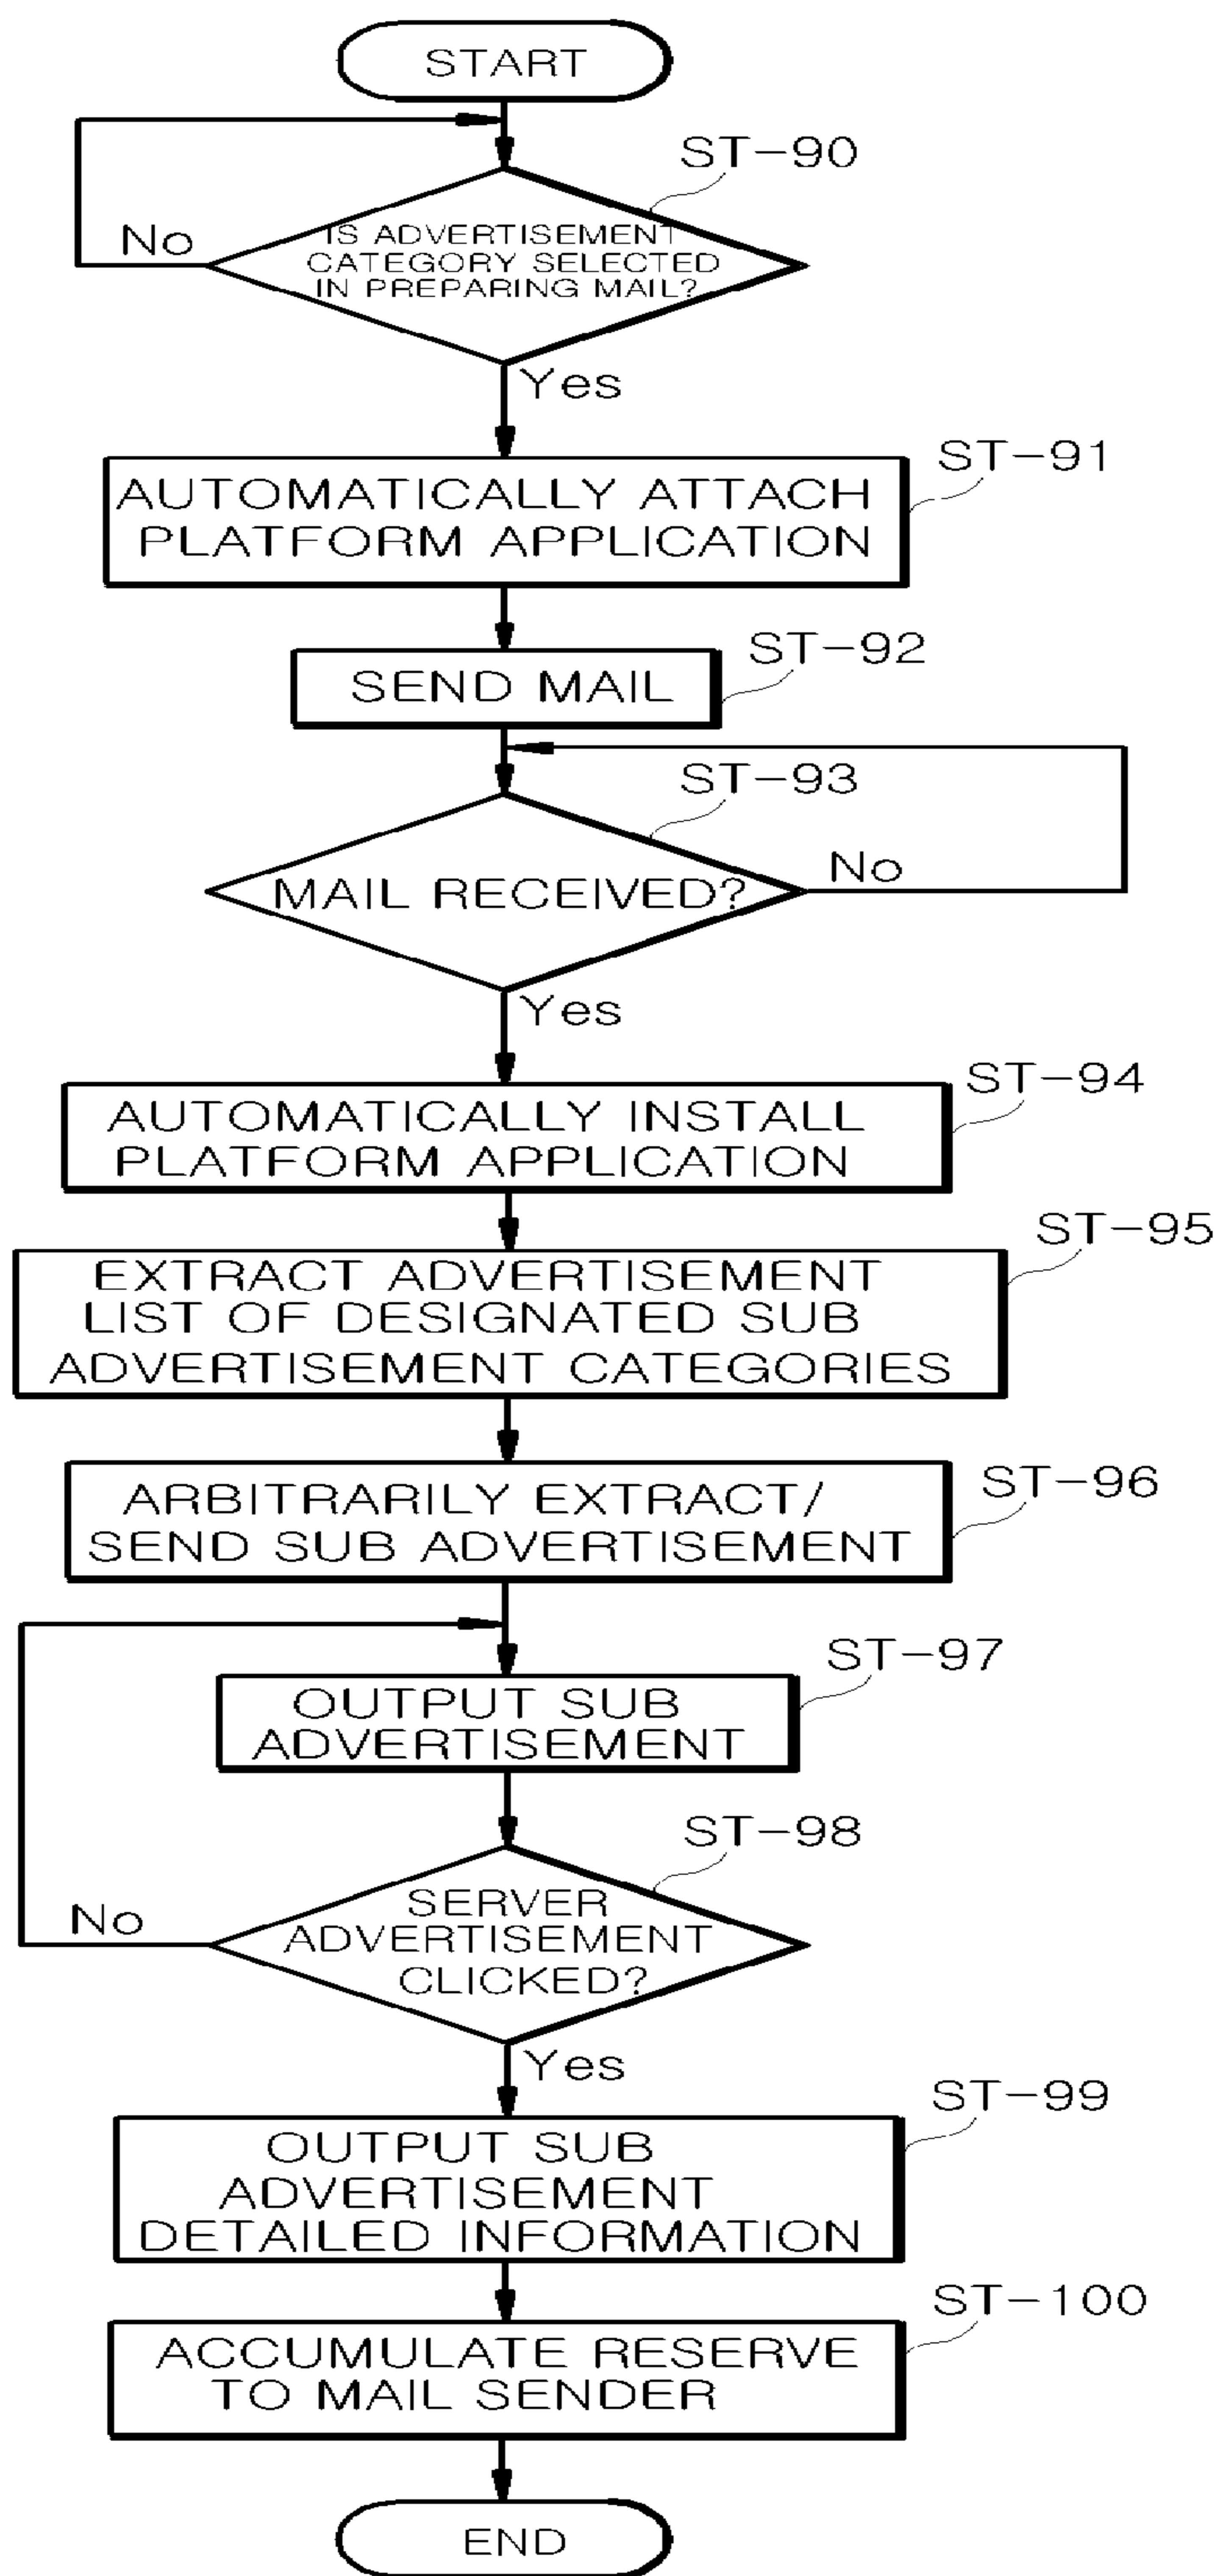 START
ST-90
No
IS ADVERTISEMENT
CATEGORY SELECTED
IN PREPARING MAIL?
Yes
ST-91
AUTOMATICALLY ATTACH
PLATFORM APPLICATION
ST-92
SEND MAIL
ST-93
No
MAIL RECEIVED?
Yes
ST-94
AUTOMATICALLY INSTALL
PLATFORM APPLICATION
ST-95
EXTRACT ADVERTISEMENT
LIST OF DESIGNATED SUB
ADVERTISEMENT CATEGORIES
ST-96
ARBITRARILY EXTRACT/
SEND SUB ADVERTISEMENT
ST-97
OUTPUT SUB
ADVERTISEMENT
ST-98
No
SERVER
ADVERTISEMENT
CLICKED?
Yes
ST-99
OUTPUT SUB
ADVERTISEMENT
DETAILED INFORMATION
ST-100
ACCUMULATE RESERVE
TO MAIL SENDER
END